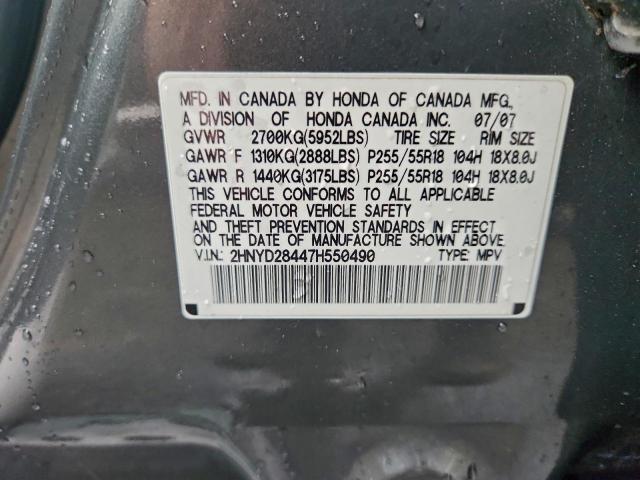 MFD. IN CANADA BY HONDA OF CANADA MFG.,
A DIVISION OF HONDA CANADA INC. 07/07
GVWR 2700KG(5952LBS) TIRE SIZE RIM SIZE
GAWR F 1310KG(2888LBS) P255/55R18 104H 18X8.0J
GAWR R 1440KG(3175LBS) P255/55R18 104H 18X8.0J
THIS VEHICLE CONFORMS TO ALL APPLICABLE
FEDERAL MOTOR VEHICLE SAFETY
AND THEFT PREVENTION STANDARDS IN EFFECT
ON THE DATE OF MANUFACTURE SHOWN ABOVE.
V.I.N.: 2HNYD28447H550490 TYPE: MPV